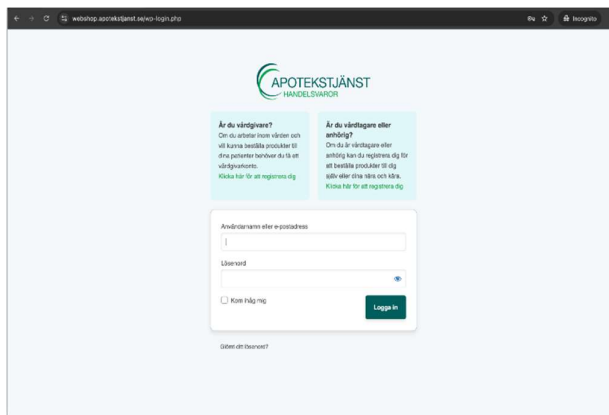 webshop.apotekstjanst.se/wp-login.php
Incognito
APOTEKSTJÄNST
HANDELSVAROR
Är du vårdgivare?
Om du arbetar inom vården och
vill kunna beställa produkter till
dina patienter behöver du få ett
vårdgivarkonto.
Klicka här för att registrera dig
Är du vårdtagare eller
anhörig?
Om du är vårdtagare eller
anhörig kan du registrera dig för
att beställa produkter till dig
själv eller dina nära och kära.
Klicka här för att registrera dig
Användarnamn eller e-postadress
Lösenord
Kom ihåg mig
Logga in
Glömt ditt lösenord?